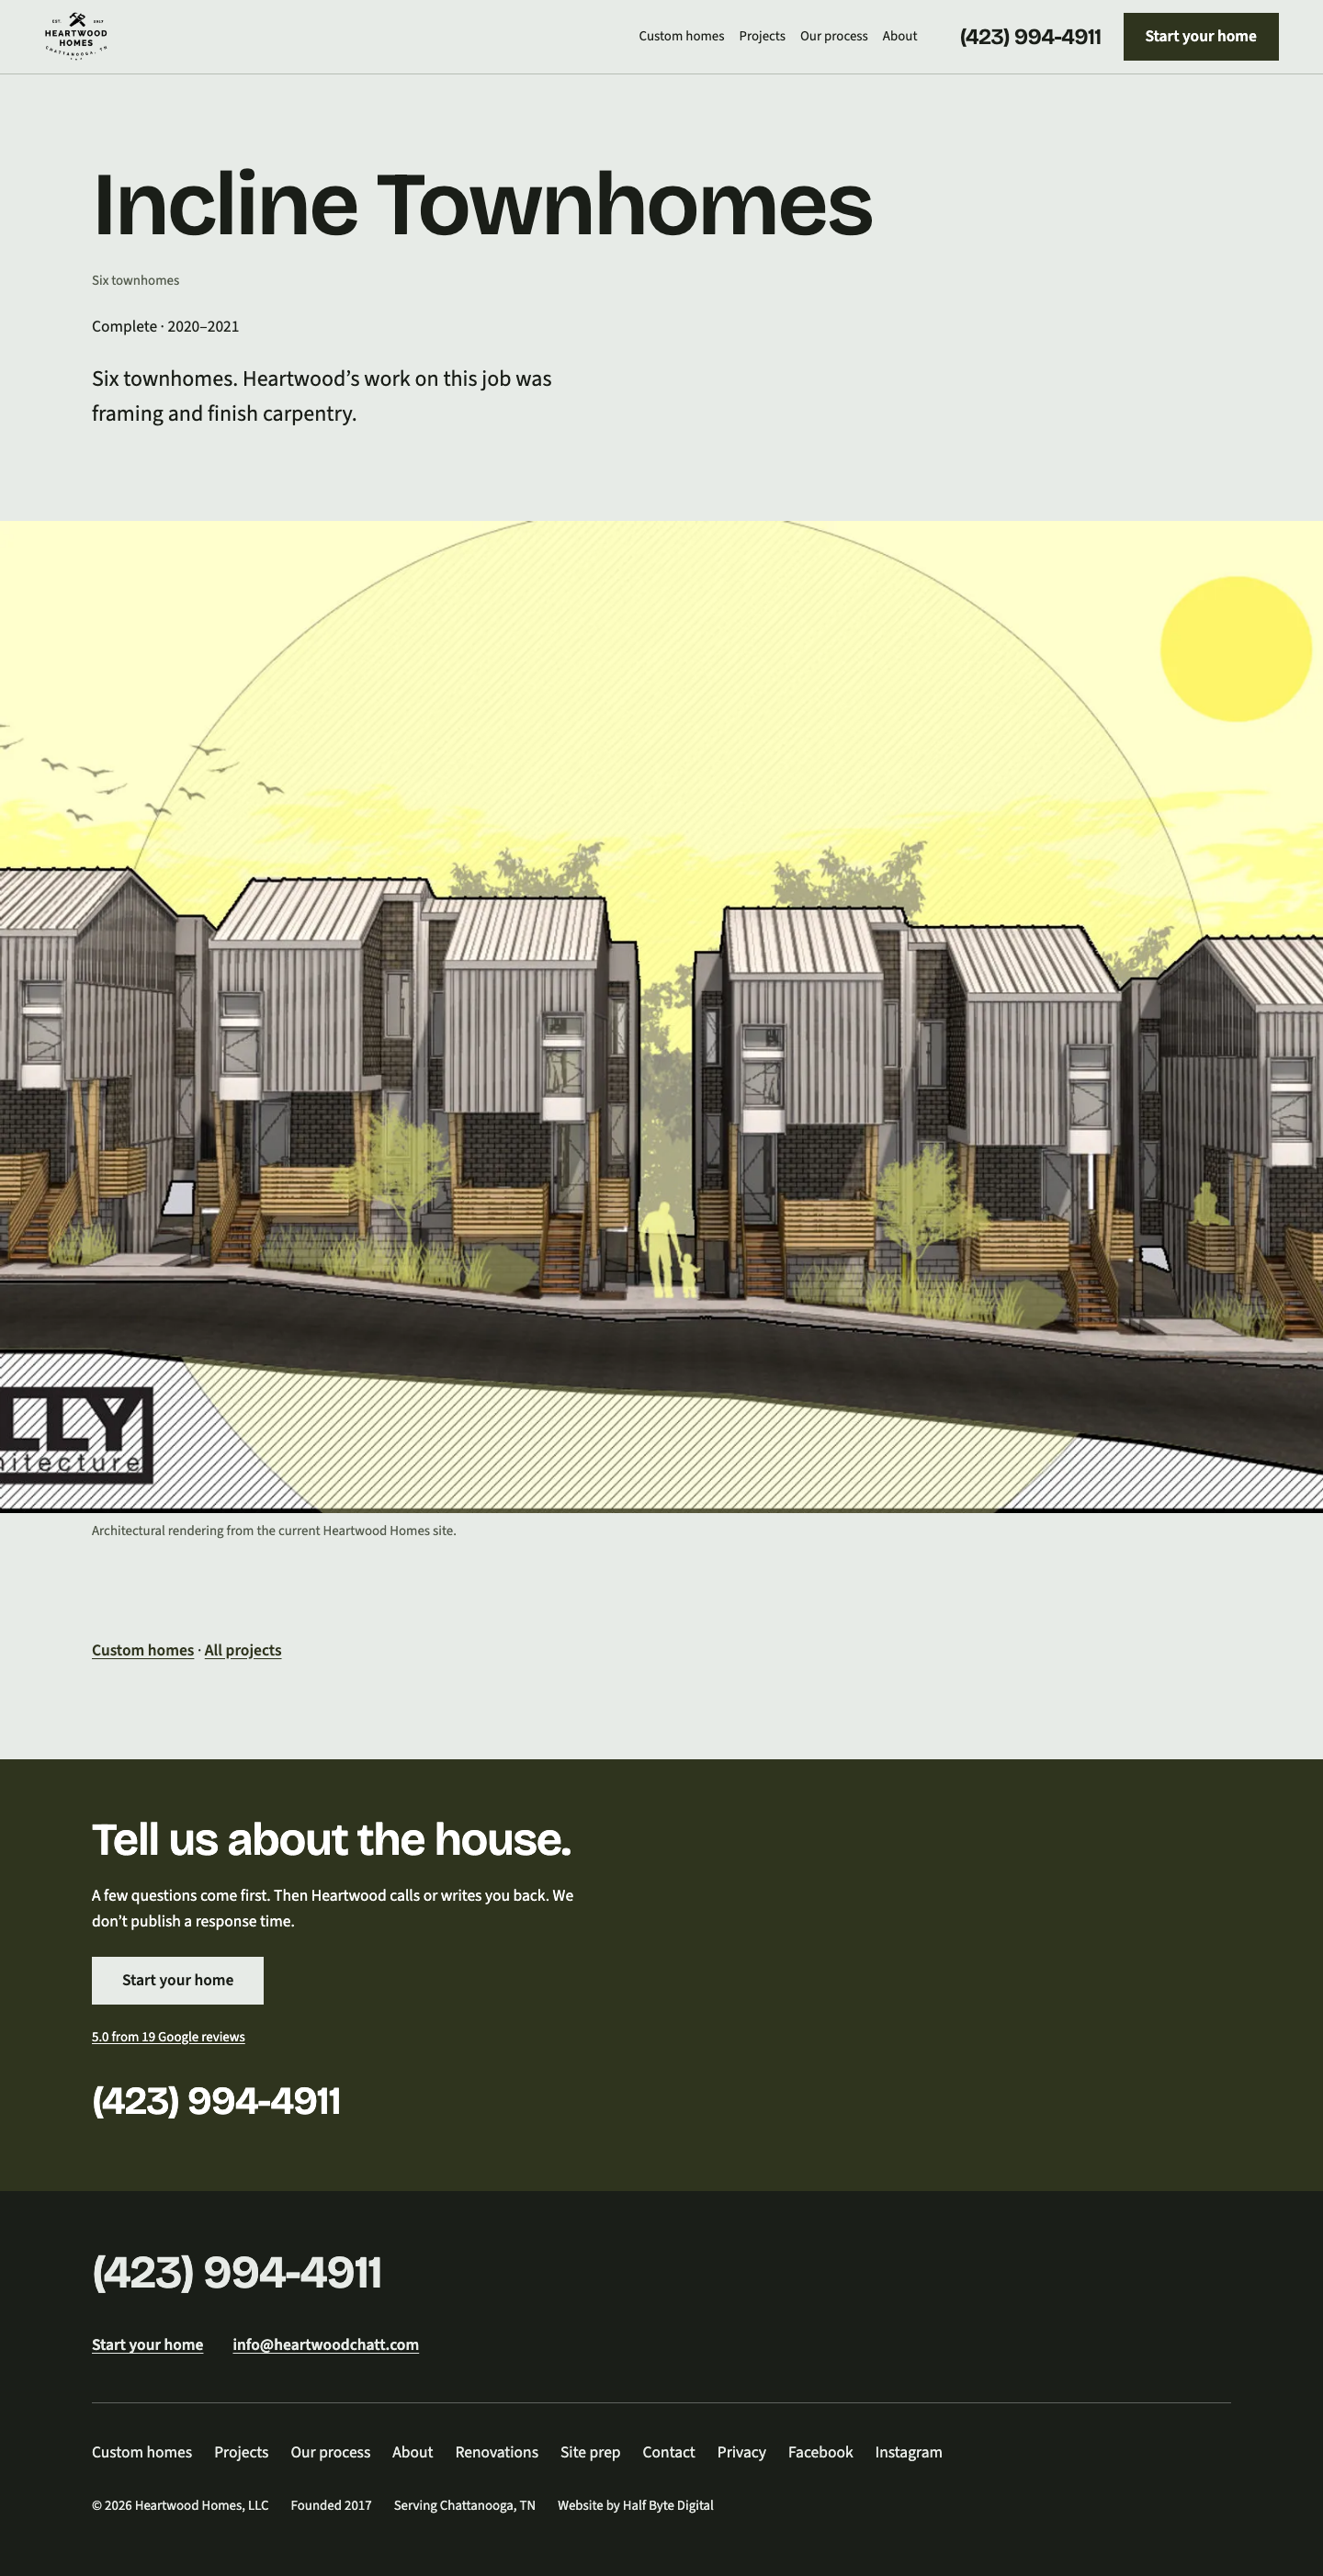 EST. 2017
HEARTWOOD
HOMES
CHATTANOOGA, TN
Custom homes Projects Our process About (423) 994-4911 Start your home
Incline Townhomes
Six townhomes
Complete · 2020–2021
Six townhomes. Heartwood’s work on this job was
framing and finish carpentry.
LLY
hitecture
Architectural rendering from the current Heartwood Homes site.
Custom homes · All projects
Tell us about the house.
A few questions come first. Then Heartwood calls or writes you back. We
don’t publish a response time.
Start your home
5.0 from 19 Google reviews
(423) 994-4911
(423) 994-4911
Start your home info@heartwoodchatt.com
Custom homes Projects Our process About Renovations Site prep Contact Privacy Facebook Instagram
© 2026 Heartwood Homes, LLC Founded 2017 Serving Chattanooga, TN Website by Half Byte Digital